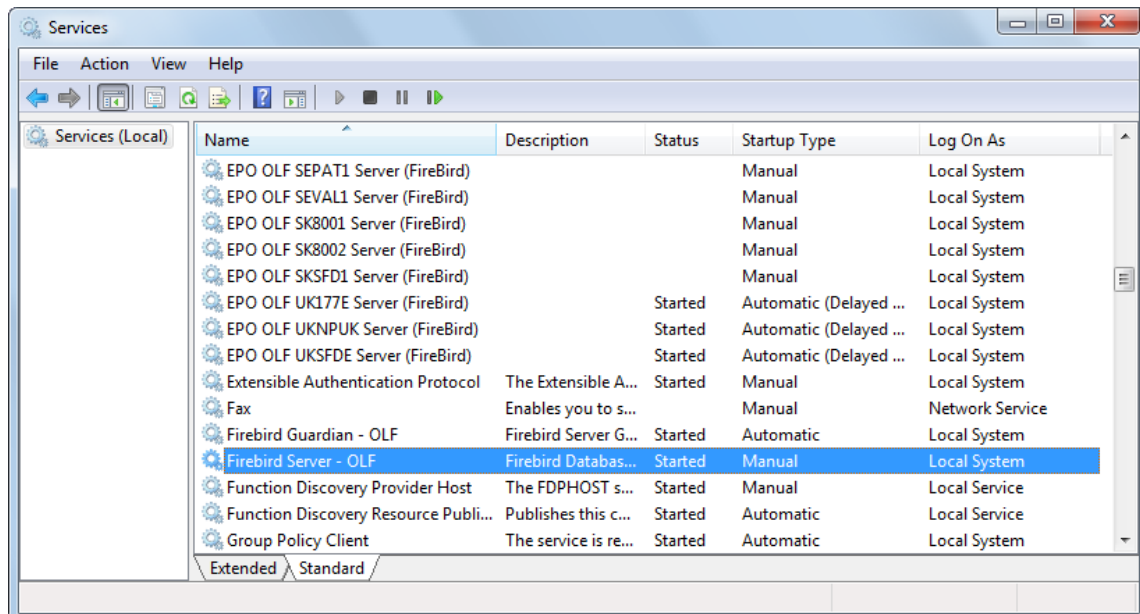 Services
File Action View Help
Services (Local)
Name Description Status Startup Type Log On As
EPO OLF SEPAT1 Server (FireBird) Manual Local System
EPO OLF SEVAL1 Server (FireBird) Manual Local System
EPO OLF SK8001 Server (FireBird) Manual Local System
EPO OLF SK8002 Server (FireBird) Manual Local System
EPO OLF SKSFD1 Server (FireBird) Manual Local System
EPO OLF UK177E Server (FireBird) Started Automatic (Delayed ... Local System
EPO OLF UKNPUK Server (FireBird) Started Automatic (Delayed ... Local System
EPO OLF UKSFDE Server (FireBird) Started Automatic (Delayed ... Local System
Extensible Authentication Protocol The Extensible A... Started Manual Local System
Fax Enables you to s... Manual Network Service
Firebird Guardian - OLF Firebird Server G... Started Automatic Local System
Firebird Server - OLF Firebird Databas... Started Manual Local System
Function Discovery Provider Host The FDPHOST s... Started Manual Local Service
Function Discovery Resource Publi... Publishes this c... Started Automatic Local Service
Group Policy Client The service is re... Started Automatic Local System
Extended Standard